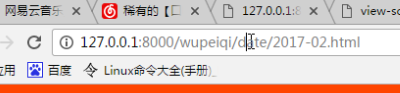 网易云音乐 稀有的【口 127.0.0.1:8 view-so
127.0.0.1:8000/wupeiqi/date/2017-02.html
应用 百度 Linux命令大全(手册)_